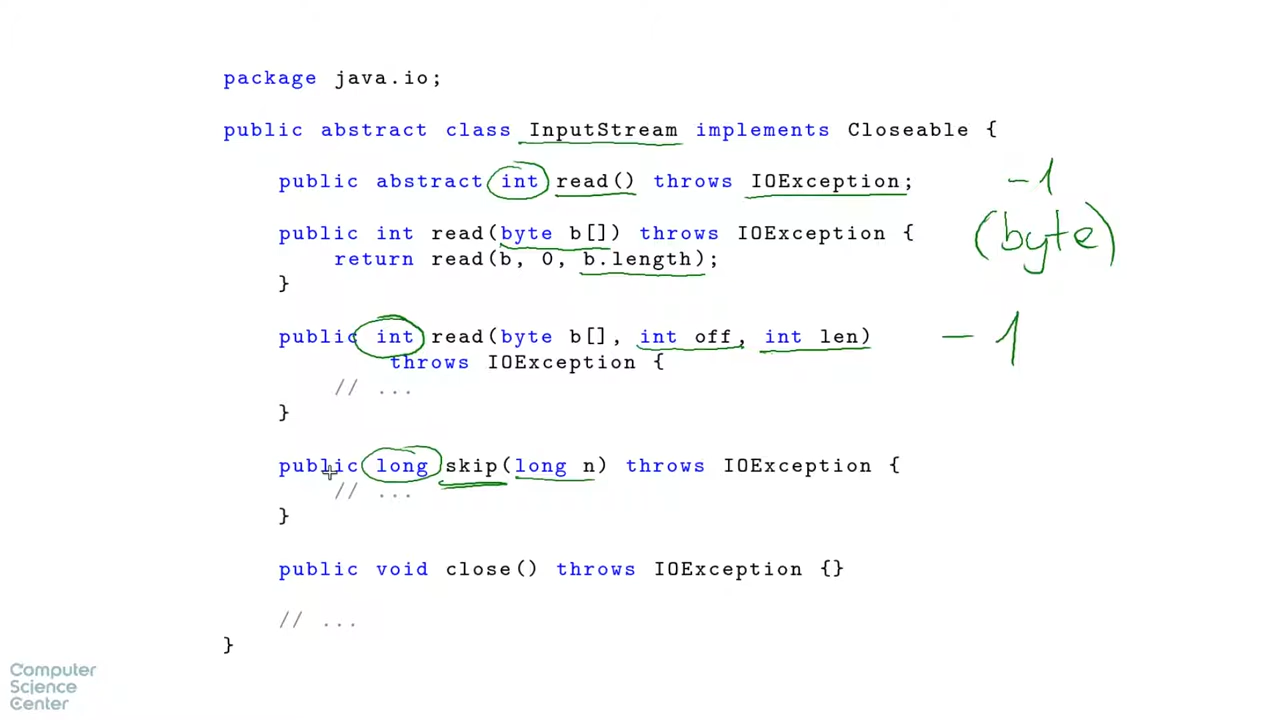 package java.io;
public abstract class InputStream implements Closeable {
public abstract int read() throws IOException; -1
public int read(byte b[]) throws IOException { (byte)
return read(b, 0, b.length);
}
public int read(byte b[], int off, int len) -1
throws IOException {
// ...
}
public long skip(long n) throws IOException {
// ...
}
public void close() throws IOException {}
// ...
}
Computer
Science
Center